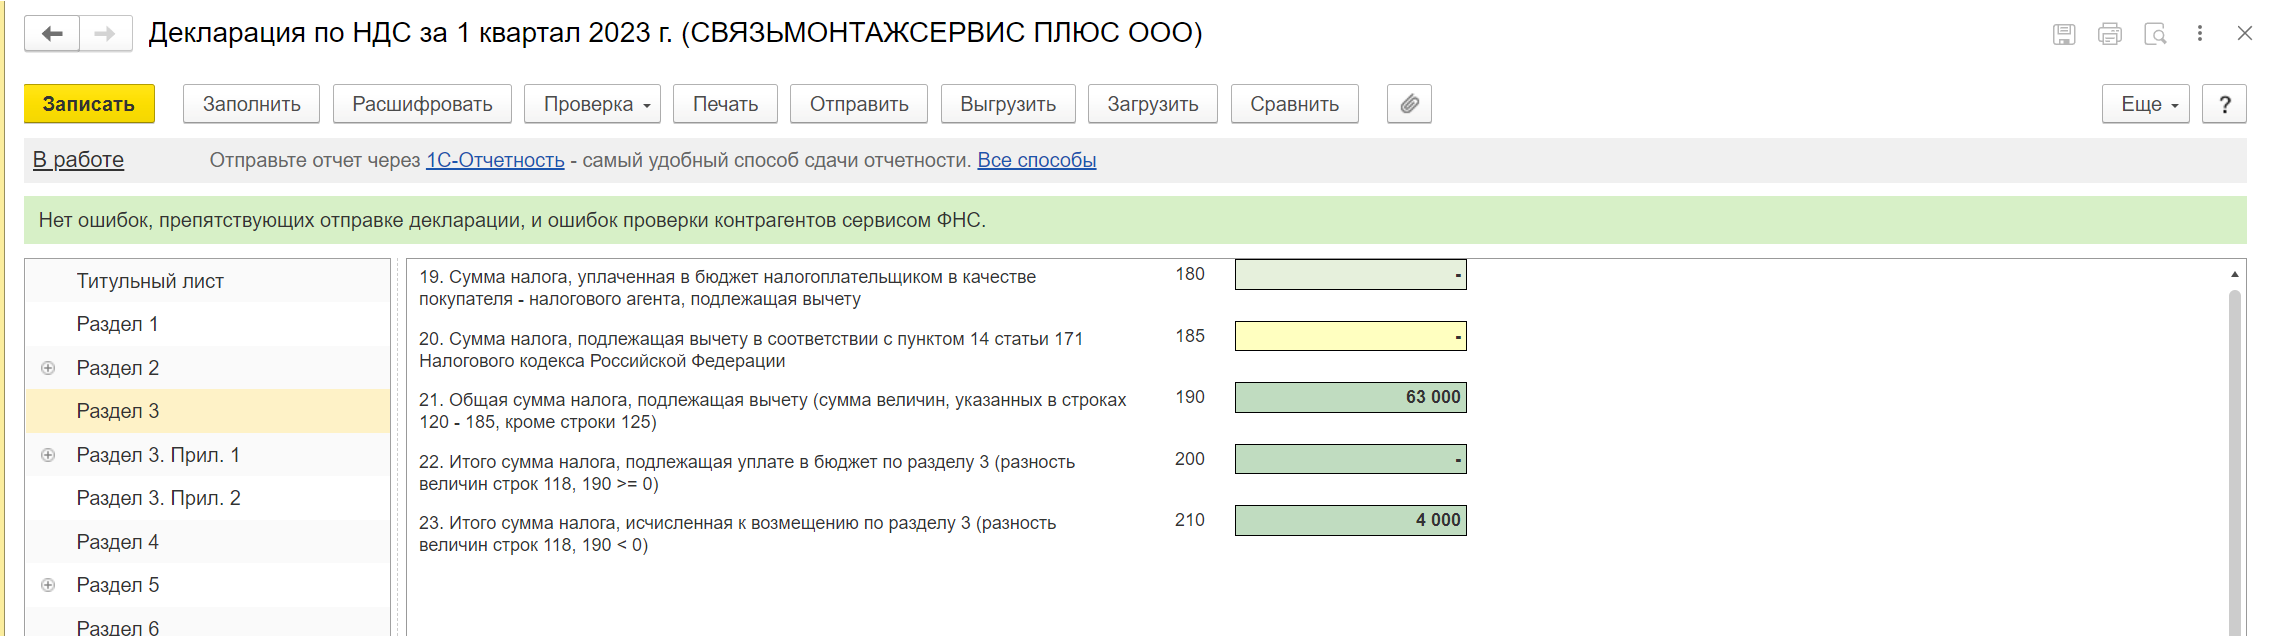 Декларация по НДС за 1 квартал 2023 г. (СВЯЗЬМОНТАЖСЕРВИС ПЛЮС ООО)
Записать Заполнить Расшифровать Проверка Печать Отправить Выгрузить Загрузить Сравнить Еще ?
В работе Отправьте отчет через 1С-Отчетность - самый удобный способ сдачи отчетности. Все способы
Нет ошибок, препятствующих отправке декларации, и ошибок проверки контрагентов сервисом ФНС.
Титульный лист
Раздел 1
Раздел 2
Раздел 3
Раздел 3. Прил. 1
Раздел 3. Прил. 2
Раздел 4
Раздел 5
Раздел 6
19. Сумма налога, уплаченная в бюджет налогоплательщиком в качестве 180 -
покупателя - налогового агента, подлежащая вычету
20. Сумма налога, подлежащая вычету в соответствии с пунктом 14 статьи 171 185 -
Налогового кодекса Российской Федерации
21. Общая сумма налога, подлежащая вычету (сумма величин, указанных в строках 190 63 000
120 - 185, кроме строки 125)
22. Итого сумма налога, подлежащая уплате в бюджет по разделу 3 (разность 200 -
величин строк 118, 190 >= 0)
23. Итого сумма налога, исчисленная к возмещению по разделу 3 (разность 210 4 000
величин строк 118, 190 < 0)